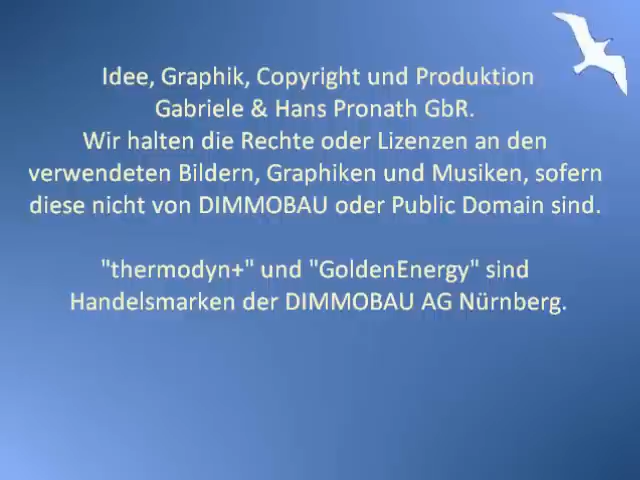 Idee, Graphik, Copyright und Produktion
Gabriele & Hans Pronath GbR.
Wir halten die Rechte oder Lizenzen an den
verwendeten Bildern, Graphiken und Musiken, sofern
diese nicht von DIMMOBAU oder Public Domain sind.
"thermodyn+" und "GoldenEnergy" sind
Handelsmarken der DIMMOBAU AG Nürnberg.